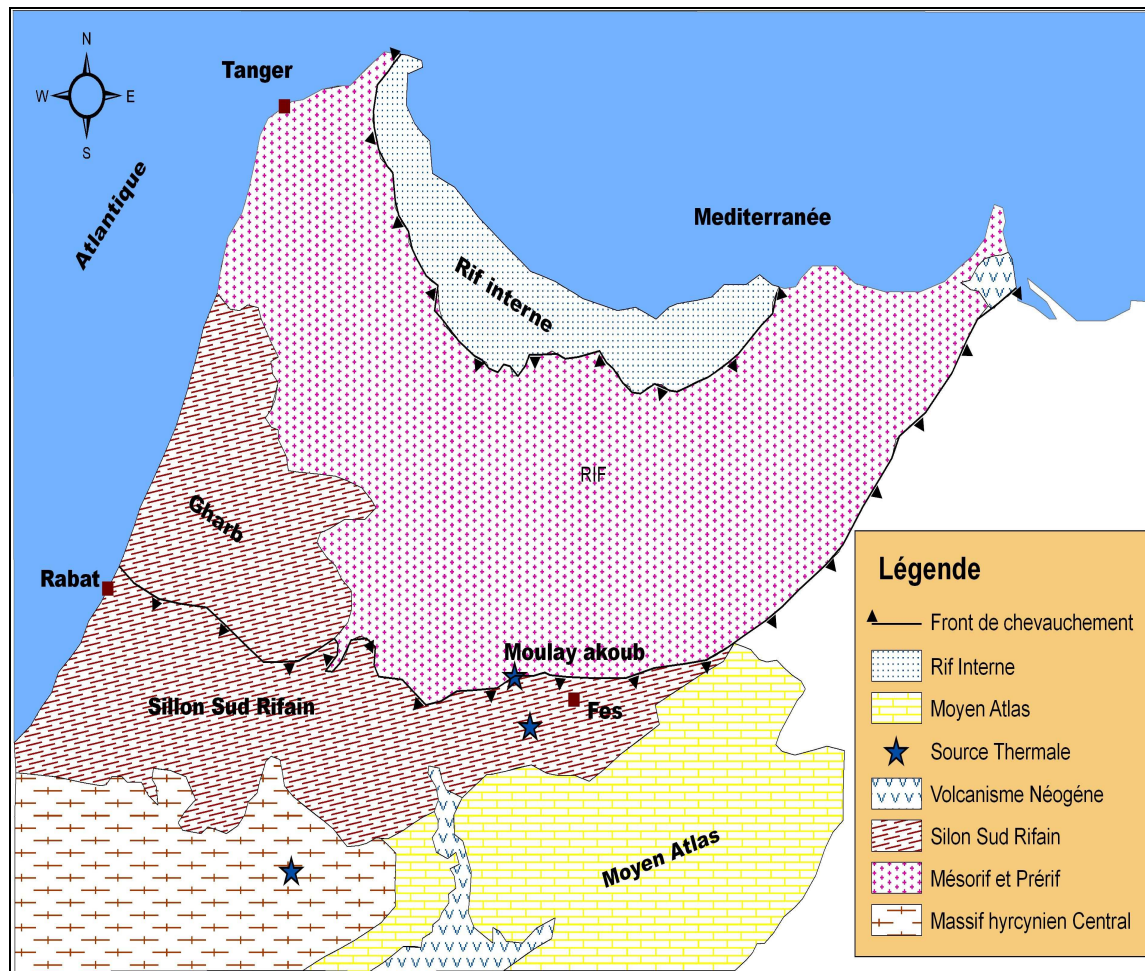 N
W
E
S
Tanger
Atlantique
Mediterranée
Rif interne
RIF
Gharb
Rabat
Moulay akoub
Fes
Sillon Sud Rifain
Moyen Atlas
Légende
Front de chevauchement
Rif Interne
Moyen Atlas
Source Thermale
Volcanisme Néogéne
Silon Sud Rifain
Mésorif et Prérif
Massif hyrcynien Central